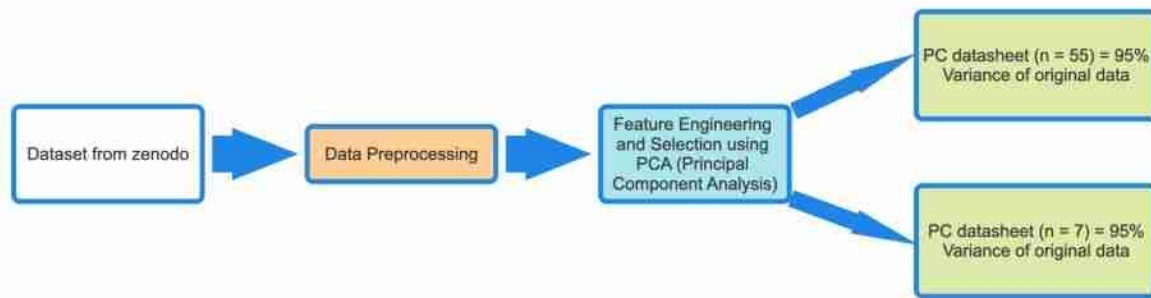 Dataset from zenodo
Data Preprocessing
Feature Engineering
and Selection using
PCA (Principal
Component Analysis)
PC datasheet (n = 55) = 95%
Variance of original data
PC datasheet (n = 7) = 95%
Variance of original data